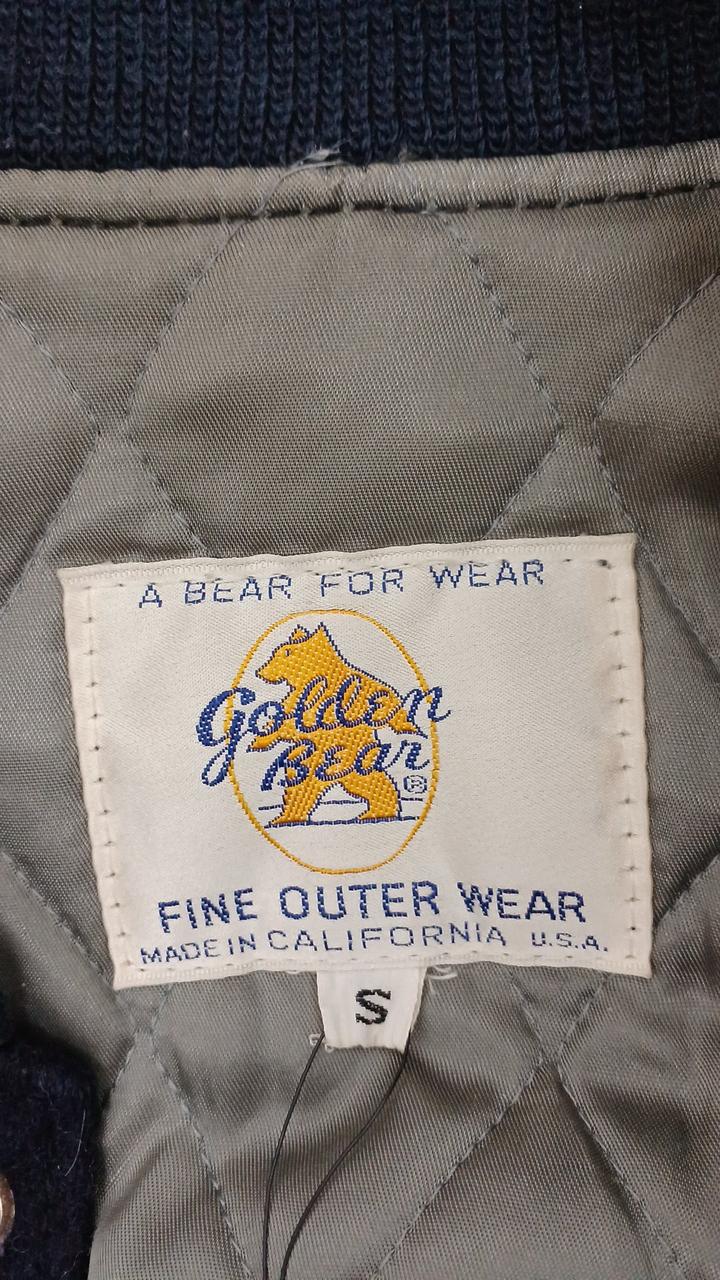 A BEAR FOR WEAR
Golden
Bear®
FINE OUTER WEAR
MADE IN CALIFORNIA U.S.A.
S